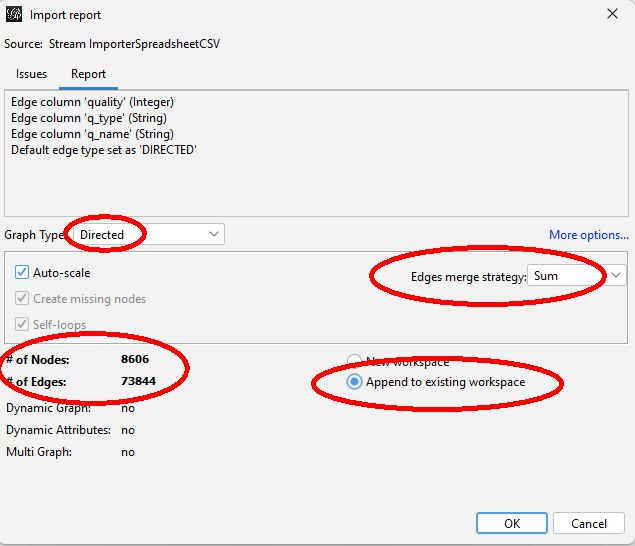 Import report
Source: Stream ImporterSpreadsheetCSV
Issues Report
Edge column 'quality' (Integer)
Edge column 'q_type' (String)
Edge column 'q_name' (String)
Default edge type set as 'DIRECTED'
Graph Type: Directed More options...
Auto-scale Edges merge strategy: Sum
Create missing nodes
Self-loops
# of Nodes: 8606 New workspace
# of Edges: 73844 Append to existing workspace
Dynamic Graph: no
Dynamic Attributes: no
Multi Graph: no
OK Cancel